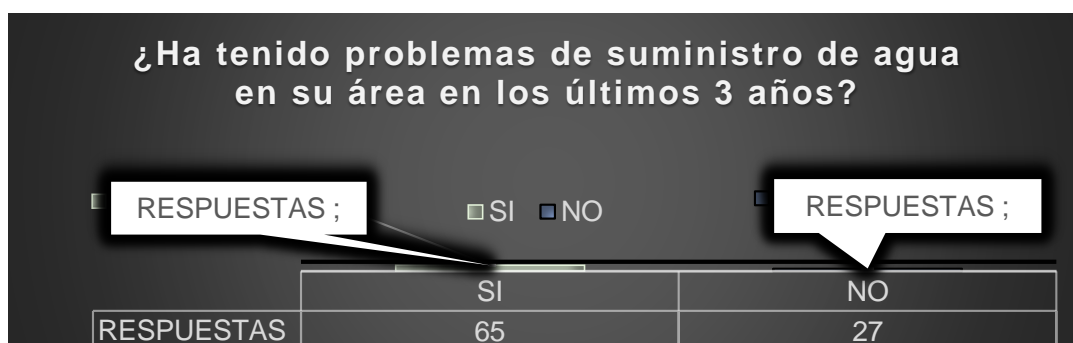 ¿Ha tenido problemas de suministro de agua
en su área en los últimos 3 años?
RESPUESTAS ;
SI NO
RESPUESTAS ;
SI NO
RESPUESTAS 65 27